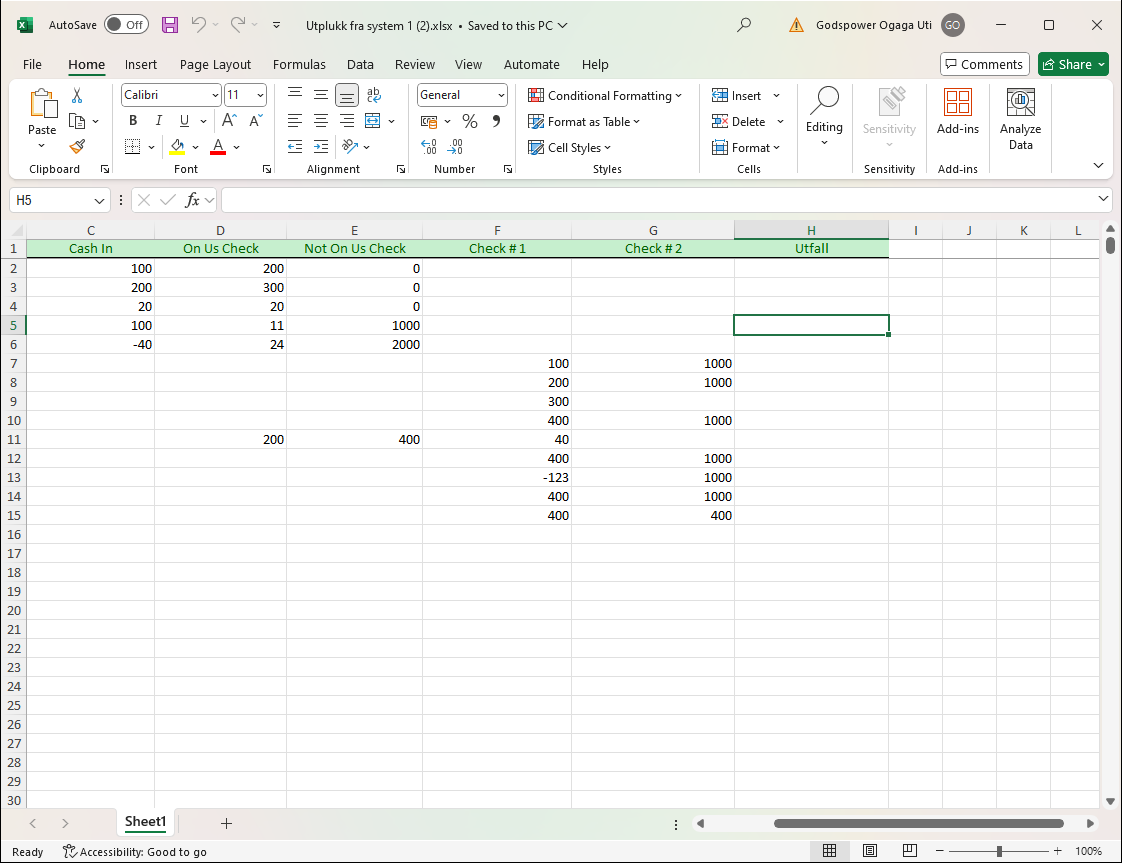 AutoSave Off Utplukk fra system 1 (2).xlsx • Saved to this PC Godspower Ogaga Uti GO
File Home Insert Page Layout Formulas Data Review View Automate Help Comments Share
Paste
Clipboard
Calibri 11
B I U A A
A
Font
ab
Alignment
General
% 9
.00 .00
Number
Conditional Formatting
Format as Table
Cell Styles
Styles
Insert
Delete
Format
Cells
Editing
Sensitivity
Sensitivity
Add-ins
Add-ins
Analyze
Data
H5 fx
C D E F G H I J K L
1 Cash In On Us Check Not On Us Check Check # 1 Check # 2 Utfall
2 100 200 0
3 200 300 0
4 20 20 0
5 100 11 1000
6 -40 24 2000
7 100 1000
8 200 1000
9 300
10 400 1000
11 200 400 40
12 400 1000
13 -123 1000
14 400 1000
15 400 400
16
17
18
19
20
21
22
23
24
25
26
27
28
29
30
Sheet1 +
Ready Accessibility: Good to go 100%